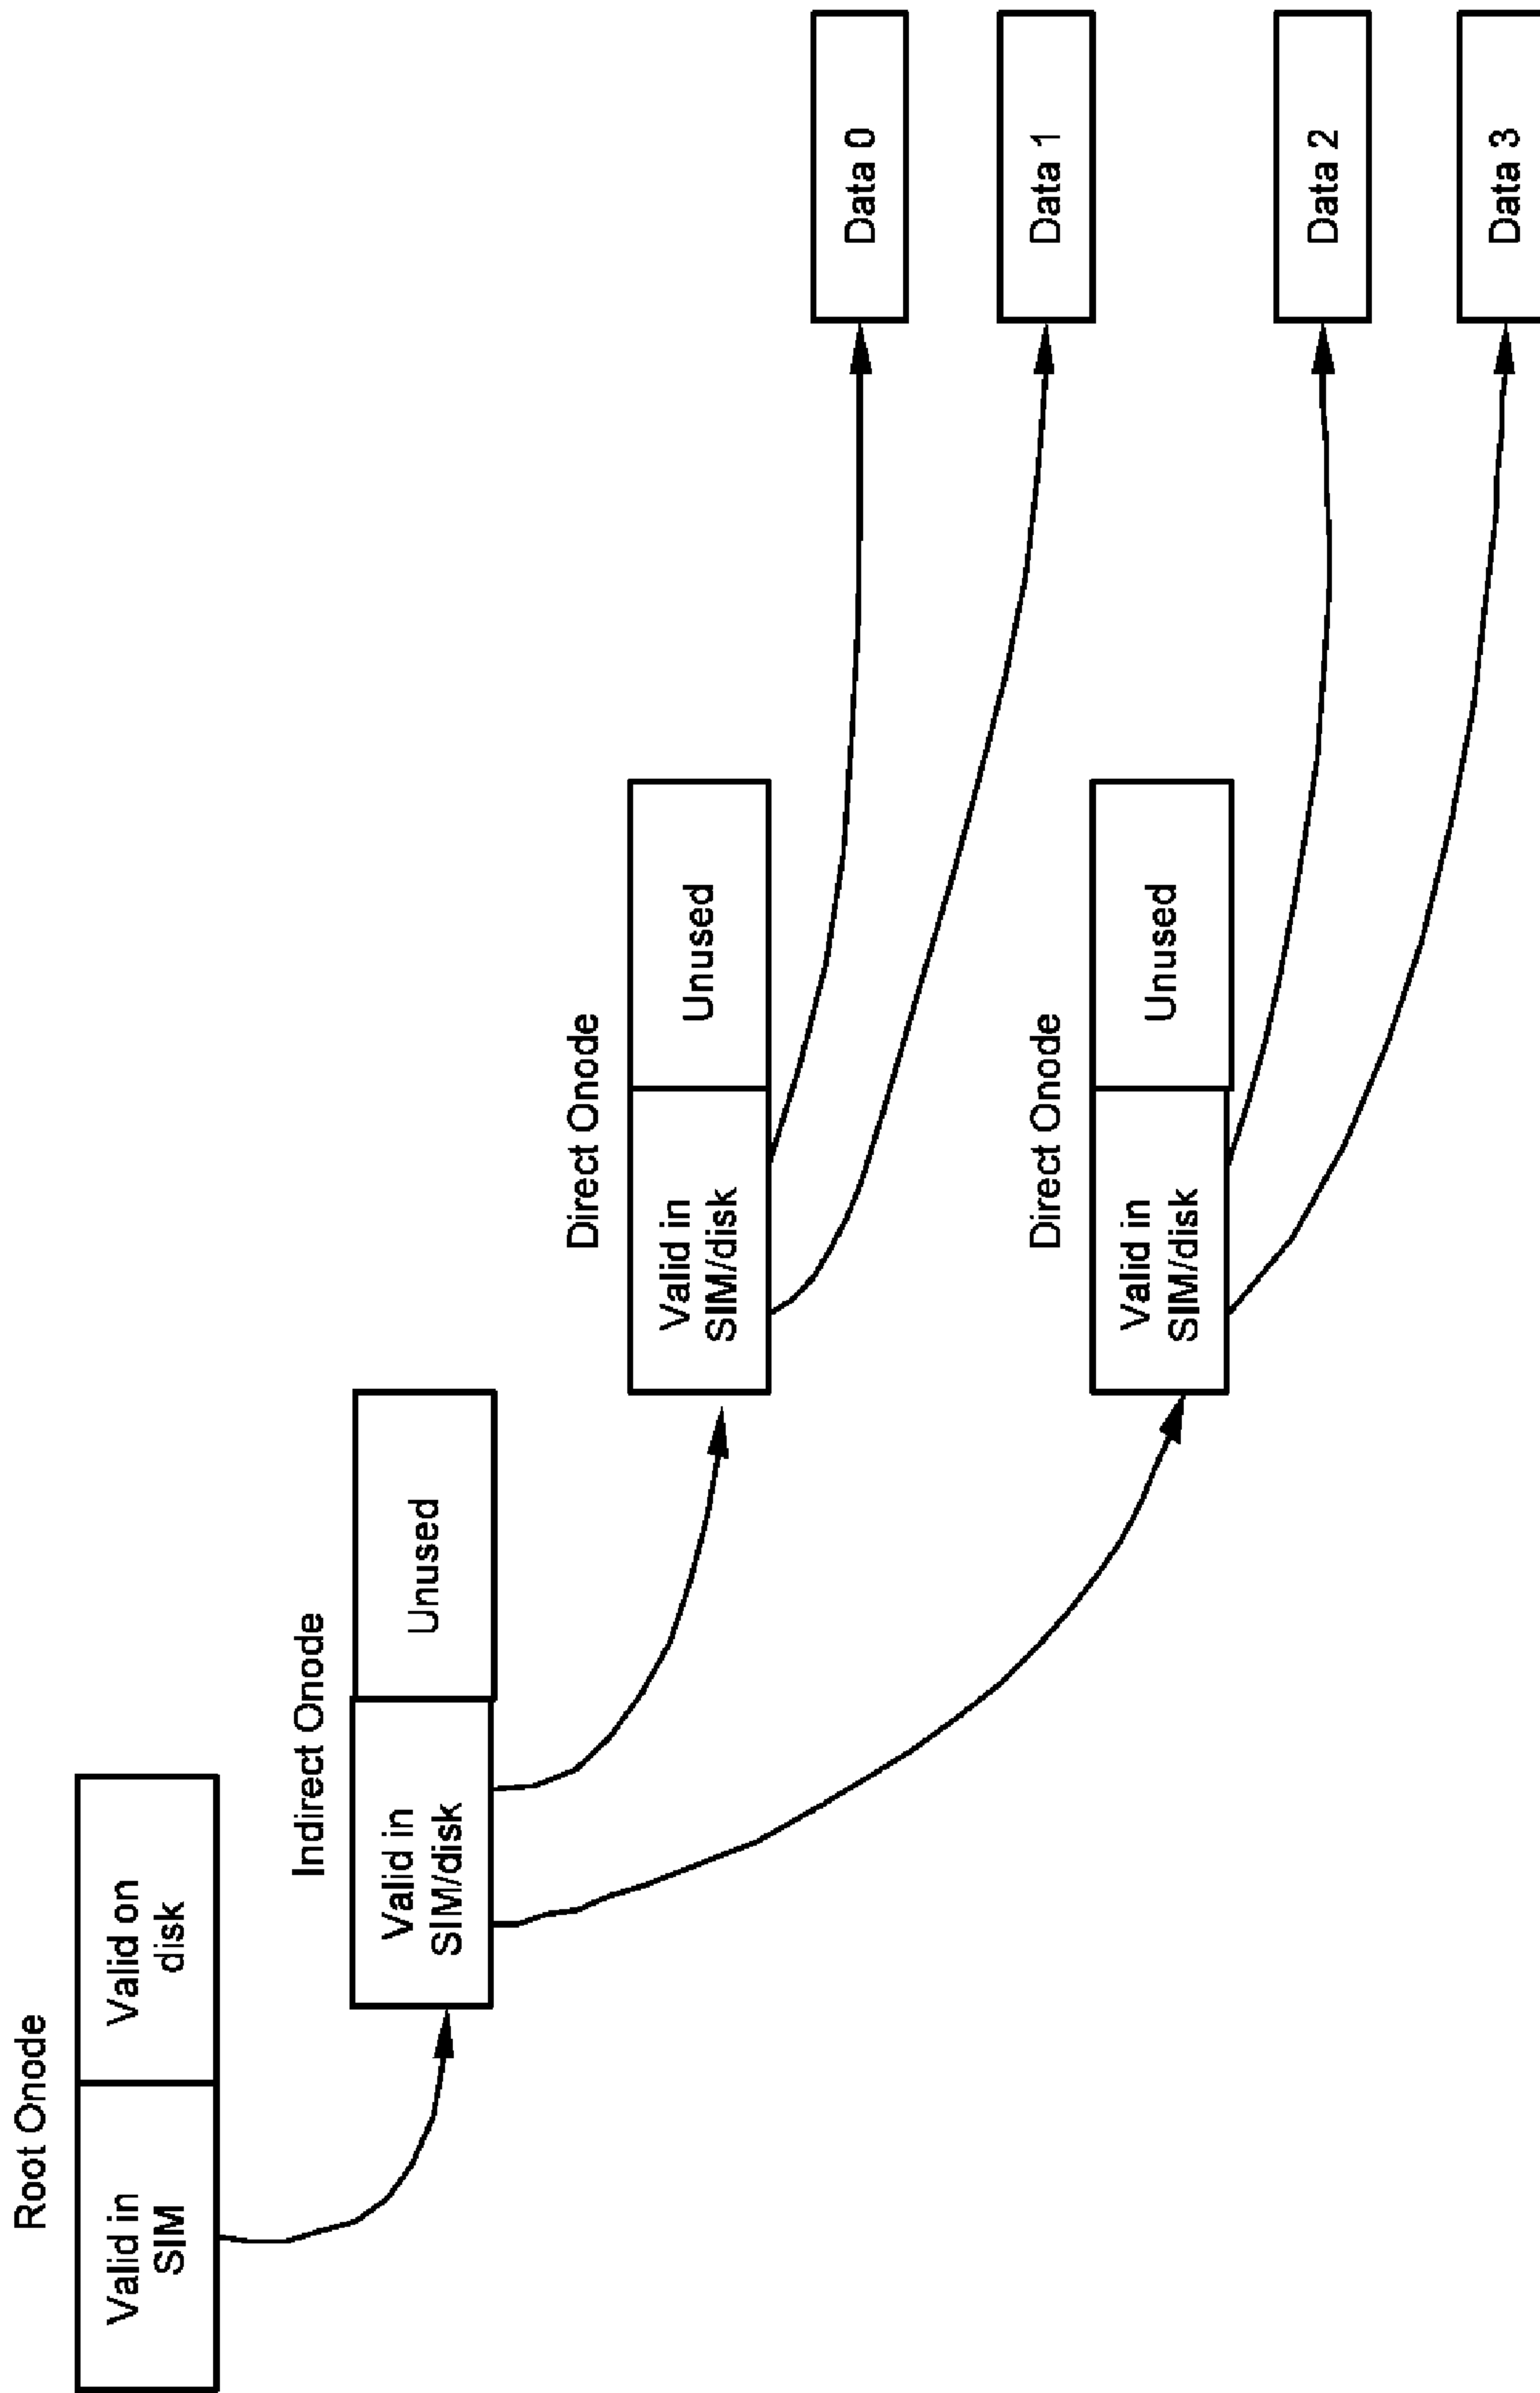 Root Onode
Valid in
SIM
Valid on
disk
Indirect Onode
Valid in
SIM/disk
Unused
Direct Onode
Valid in
SIM/disk
Unused
Data 0
Data 1
Direct Onode
Valid in
SIM/disk
Unused
Data 2
Data 3